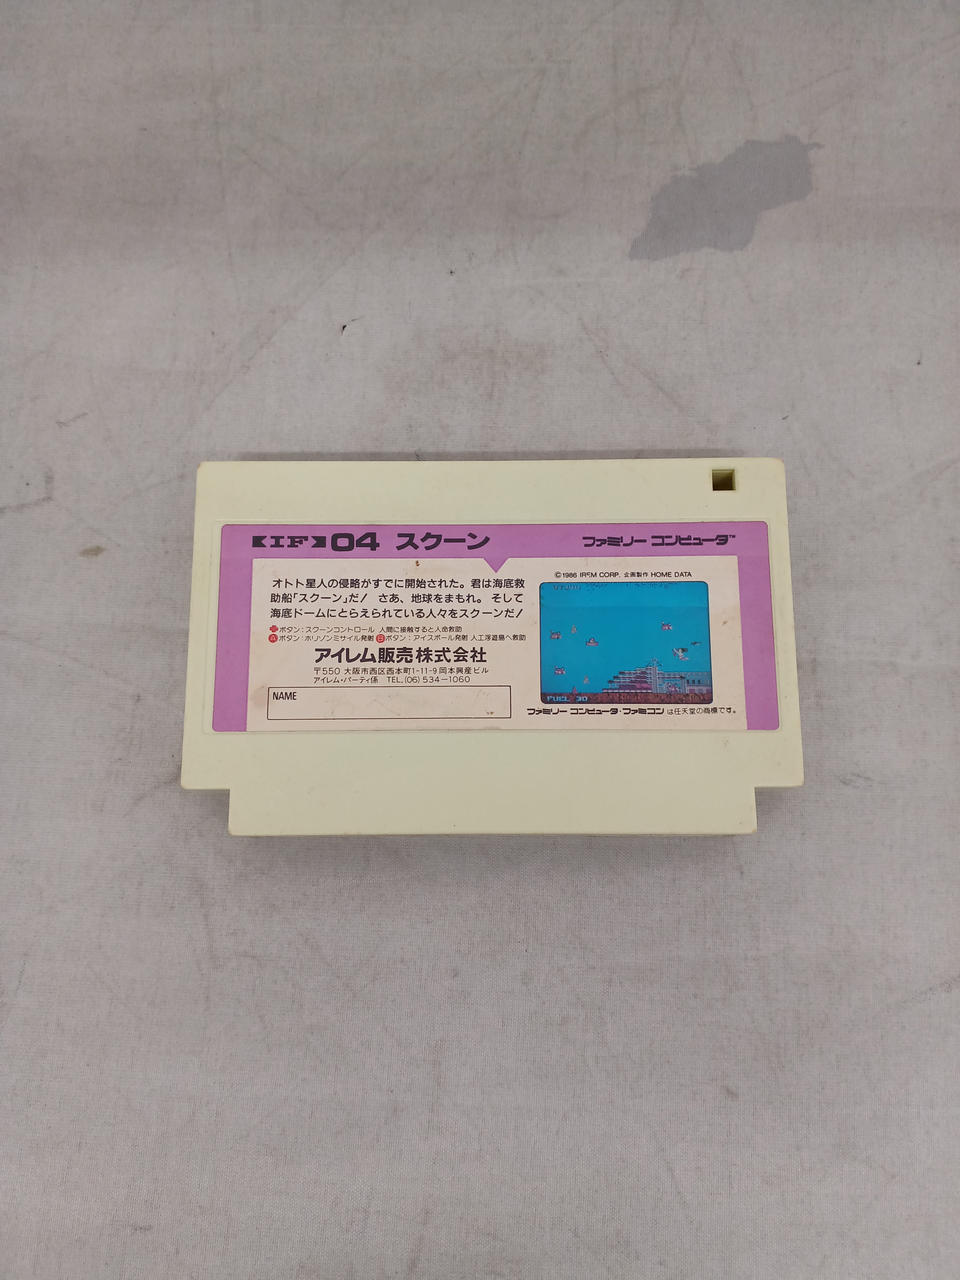 IF 04 スクーン
ファミリー コンピュータ™
オトト星人の侵略がすでに開始された。君は海底救
助船「スクーン」だ! さあ、地球をまもれ。そして
海底ドームにとらえられている人々をスクーンだ!
ボタン:スクーンコントロール 人間に接触すると人命救助
Aボタン:ホリゾンミサイル発射 Bボタン:アイスボール発射 人工浮遊島へ救助
アイレム販売株式会社
〒550 大阪市西区西本町1-11-9 岡本興産ビル
アイレム・パーティ係 TEL.(06)534-1060
NAME
©1986 IREM CORP. 企画製作 HOME DATA
FUEL 30
ファミリー コンピュータ・ファミコン は任天堂の商標です。